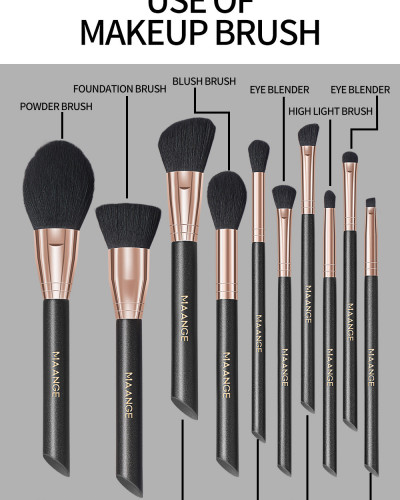 USE OF
MAKEUP BRUSH
BLUSH BRUSH
FOUNDATION BRUSH
EYE BLENDER
EYE BLENDER
POWDER BRUSH
HIGH LIGHT BRUSH
MAANGE
MAANGE
MAANGE
MAANGE
MAANGE
MAANGE
MAANGE
MAANGE
MAANGE
MAANGE